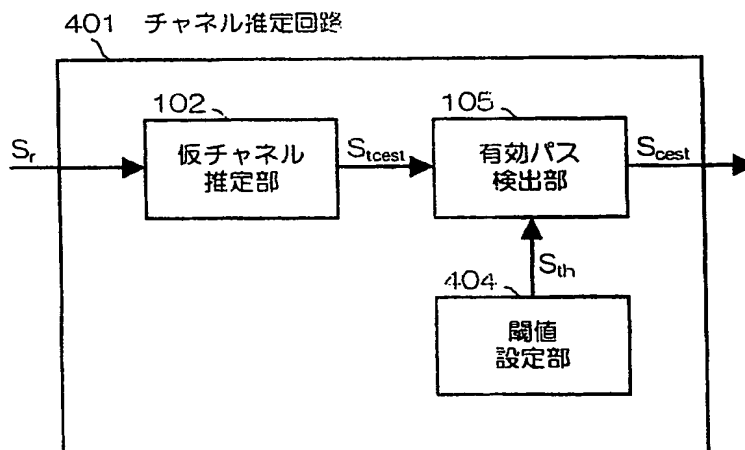 401 チャネル推定回路
102
105
Sr
仮チャネル
推定部
Stcest
有効パス
検出部
Scest
Sth
404
閾値
設定部